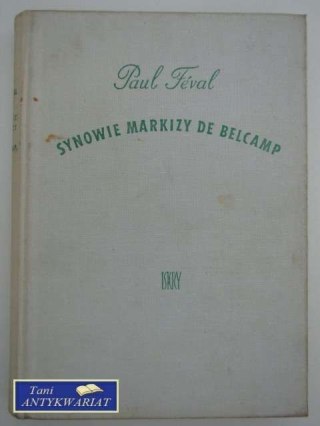 Paul Féval
SYNOWIE MARKIZY DE BELCAMP
ISKRY
Tani
ANTYKWARIAT